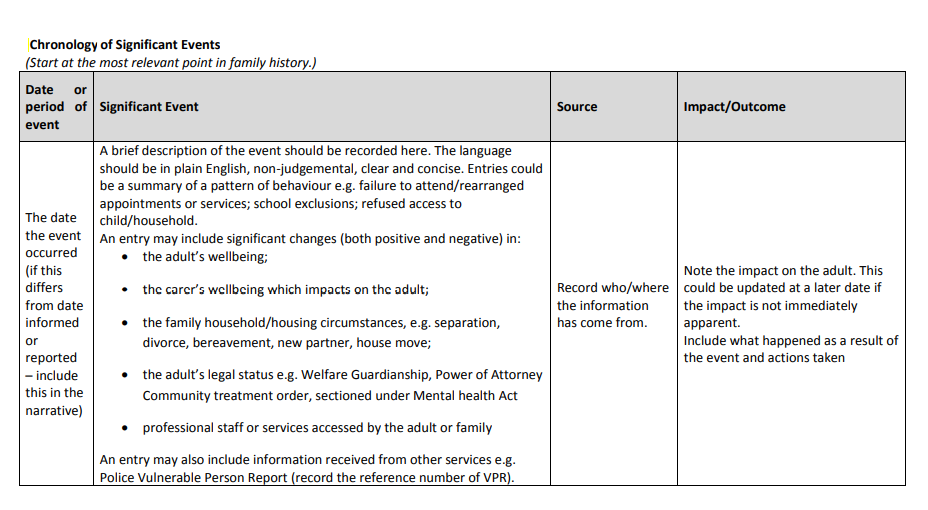 Chronology of Significant Events
(Start at the most relevant point in family history.)
Date or
period of
event
Significant Event
Source
Impact/Outcome
The date
the event
occurred
(if this
differs
from date
informed
or
reported
– include
this in the
narrative)
A brief description of the event should be recorded here. The language
should be in plain English, non-judgemental, clear and concise. Entries could
be a summary of a pattern of behaviour e.g. failure to attend/rearranged
appointments or services; school exclusions; refused access to
child/household.
An entry may include significant changes (both positive and negative) in:
• the adult's wellbeing;
• the carer's wellbeing which impacts on the adult;
• the family household/housing circumstances, e.g. separation,
divorce, bereavement, new partner, house move;
• the adult's legal status e.g. Welfare Guardianship, Power of Attorney
Community treatment order, sectioned under Mental health Act
• professional staff or services accessed by the adult or family
An entry may also include information received from other services e.g.
Police Vulnerable Person Report (record the reference number of VPR).
Record who/where
the information
has come from.
Note the impact on the adult. This
could be updated at a later date if
the impact is not immediately
apparent.
Include what happened as a result of
the event and actions taken